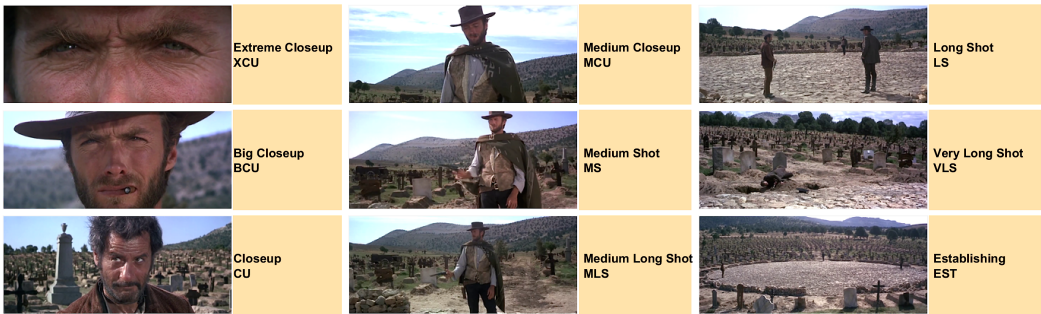 Extreme Closeup
XCU
Big Closeup
BCU
Closeup
CU
Medium Closeup
MCU
Medium Shot
MS
Medium Long Shot
MLS
Long Shot
LS
Very Long Shot
VLS
Establishing
EST